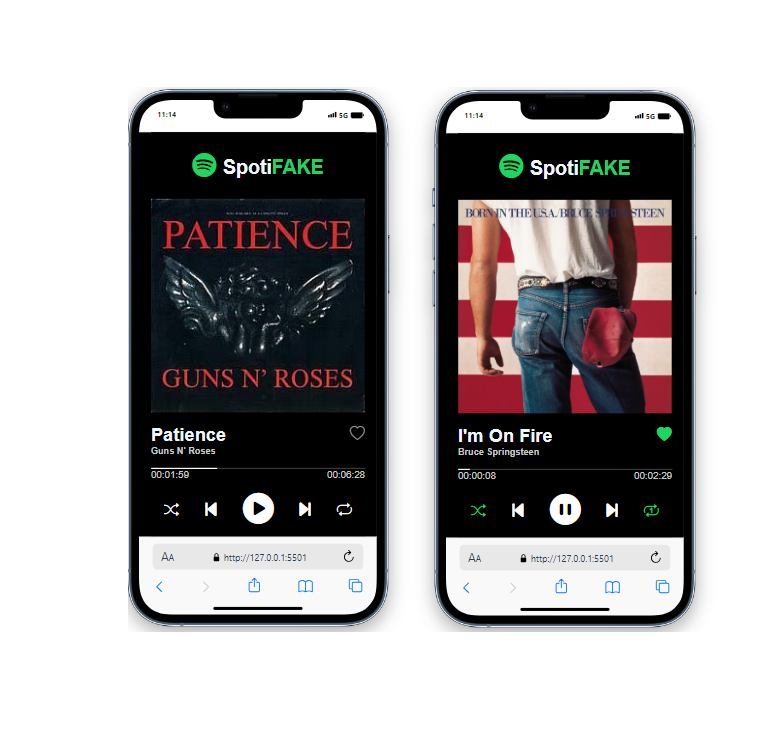 11:14
5G
SpotiFAKE
PATIENCE
GUNS N' ROSES
Patience
Guns N' Roses
00:01:59 00:06:28
AA http://127.0.0.1:5501
11:14
5G
SpotiFAKE
BORN IN THE U.S.A./BRUCE SPRINGSTEEN
I'm On Fire
Bruce Springsteen
00:00:08 00:02:29
1
AA http://127.0.0.1:5501